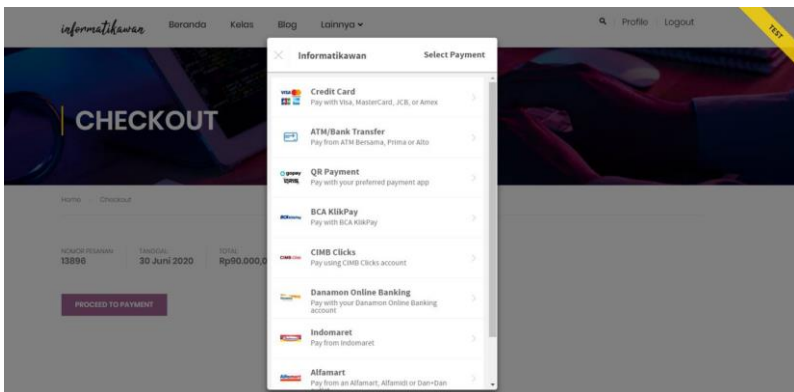 informatikawan
Beranda Kelas Blog Lainnya
Profile Logout
TEST
Informatikawan Select Payment
CHECKOUT
Credit Card
Pay with Visa, MasterCard, JCB, or Amex
ATM/Bank Transfer
Pay from ATM Bersama, Prima or Alto
gopay
QRIS
QR Payment
Pay with your preferred payment app
Home Checkout
BCA KlikPay
Pay with BCA KlikPay
NOMOR PESANAN TANGGAL: TOTAL:
13896 30 Juni 2020 Rp90.000,0
CIMB Clicks
Pay using CIMB Clicks account
Danamon Online Banking
Pay with your Danamon Online Banking
account
PROCEED TO PAYMENT
Indomaret
Pay from Indomaret
Alfamart
Pay from an Alfamart, Alfamidi or Dan+Dan